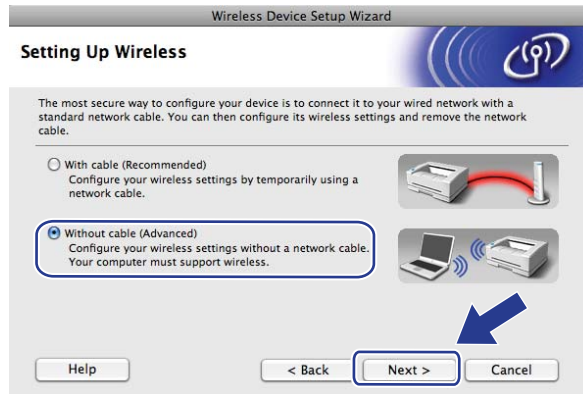 Wireless Device Setup Wizard
Setting Up Wireless
The most secure way to configure your device is to connect it to your wired network with a
standard network cable. You can then configure its wireless settings and remove the network
cable.
With cable (Recommended)
Configure your wireless settings by temporarily using a
network cable.
Without cable (Advanced)
Configure your wireless settings without a network cable.
Your computer must support wireless.
Help
< Back
Next >
Cancel